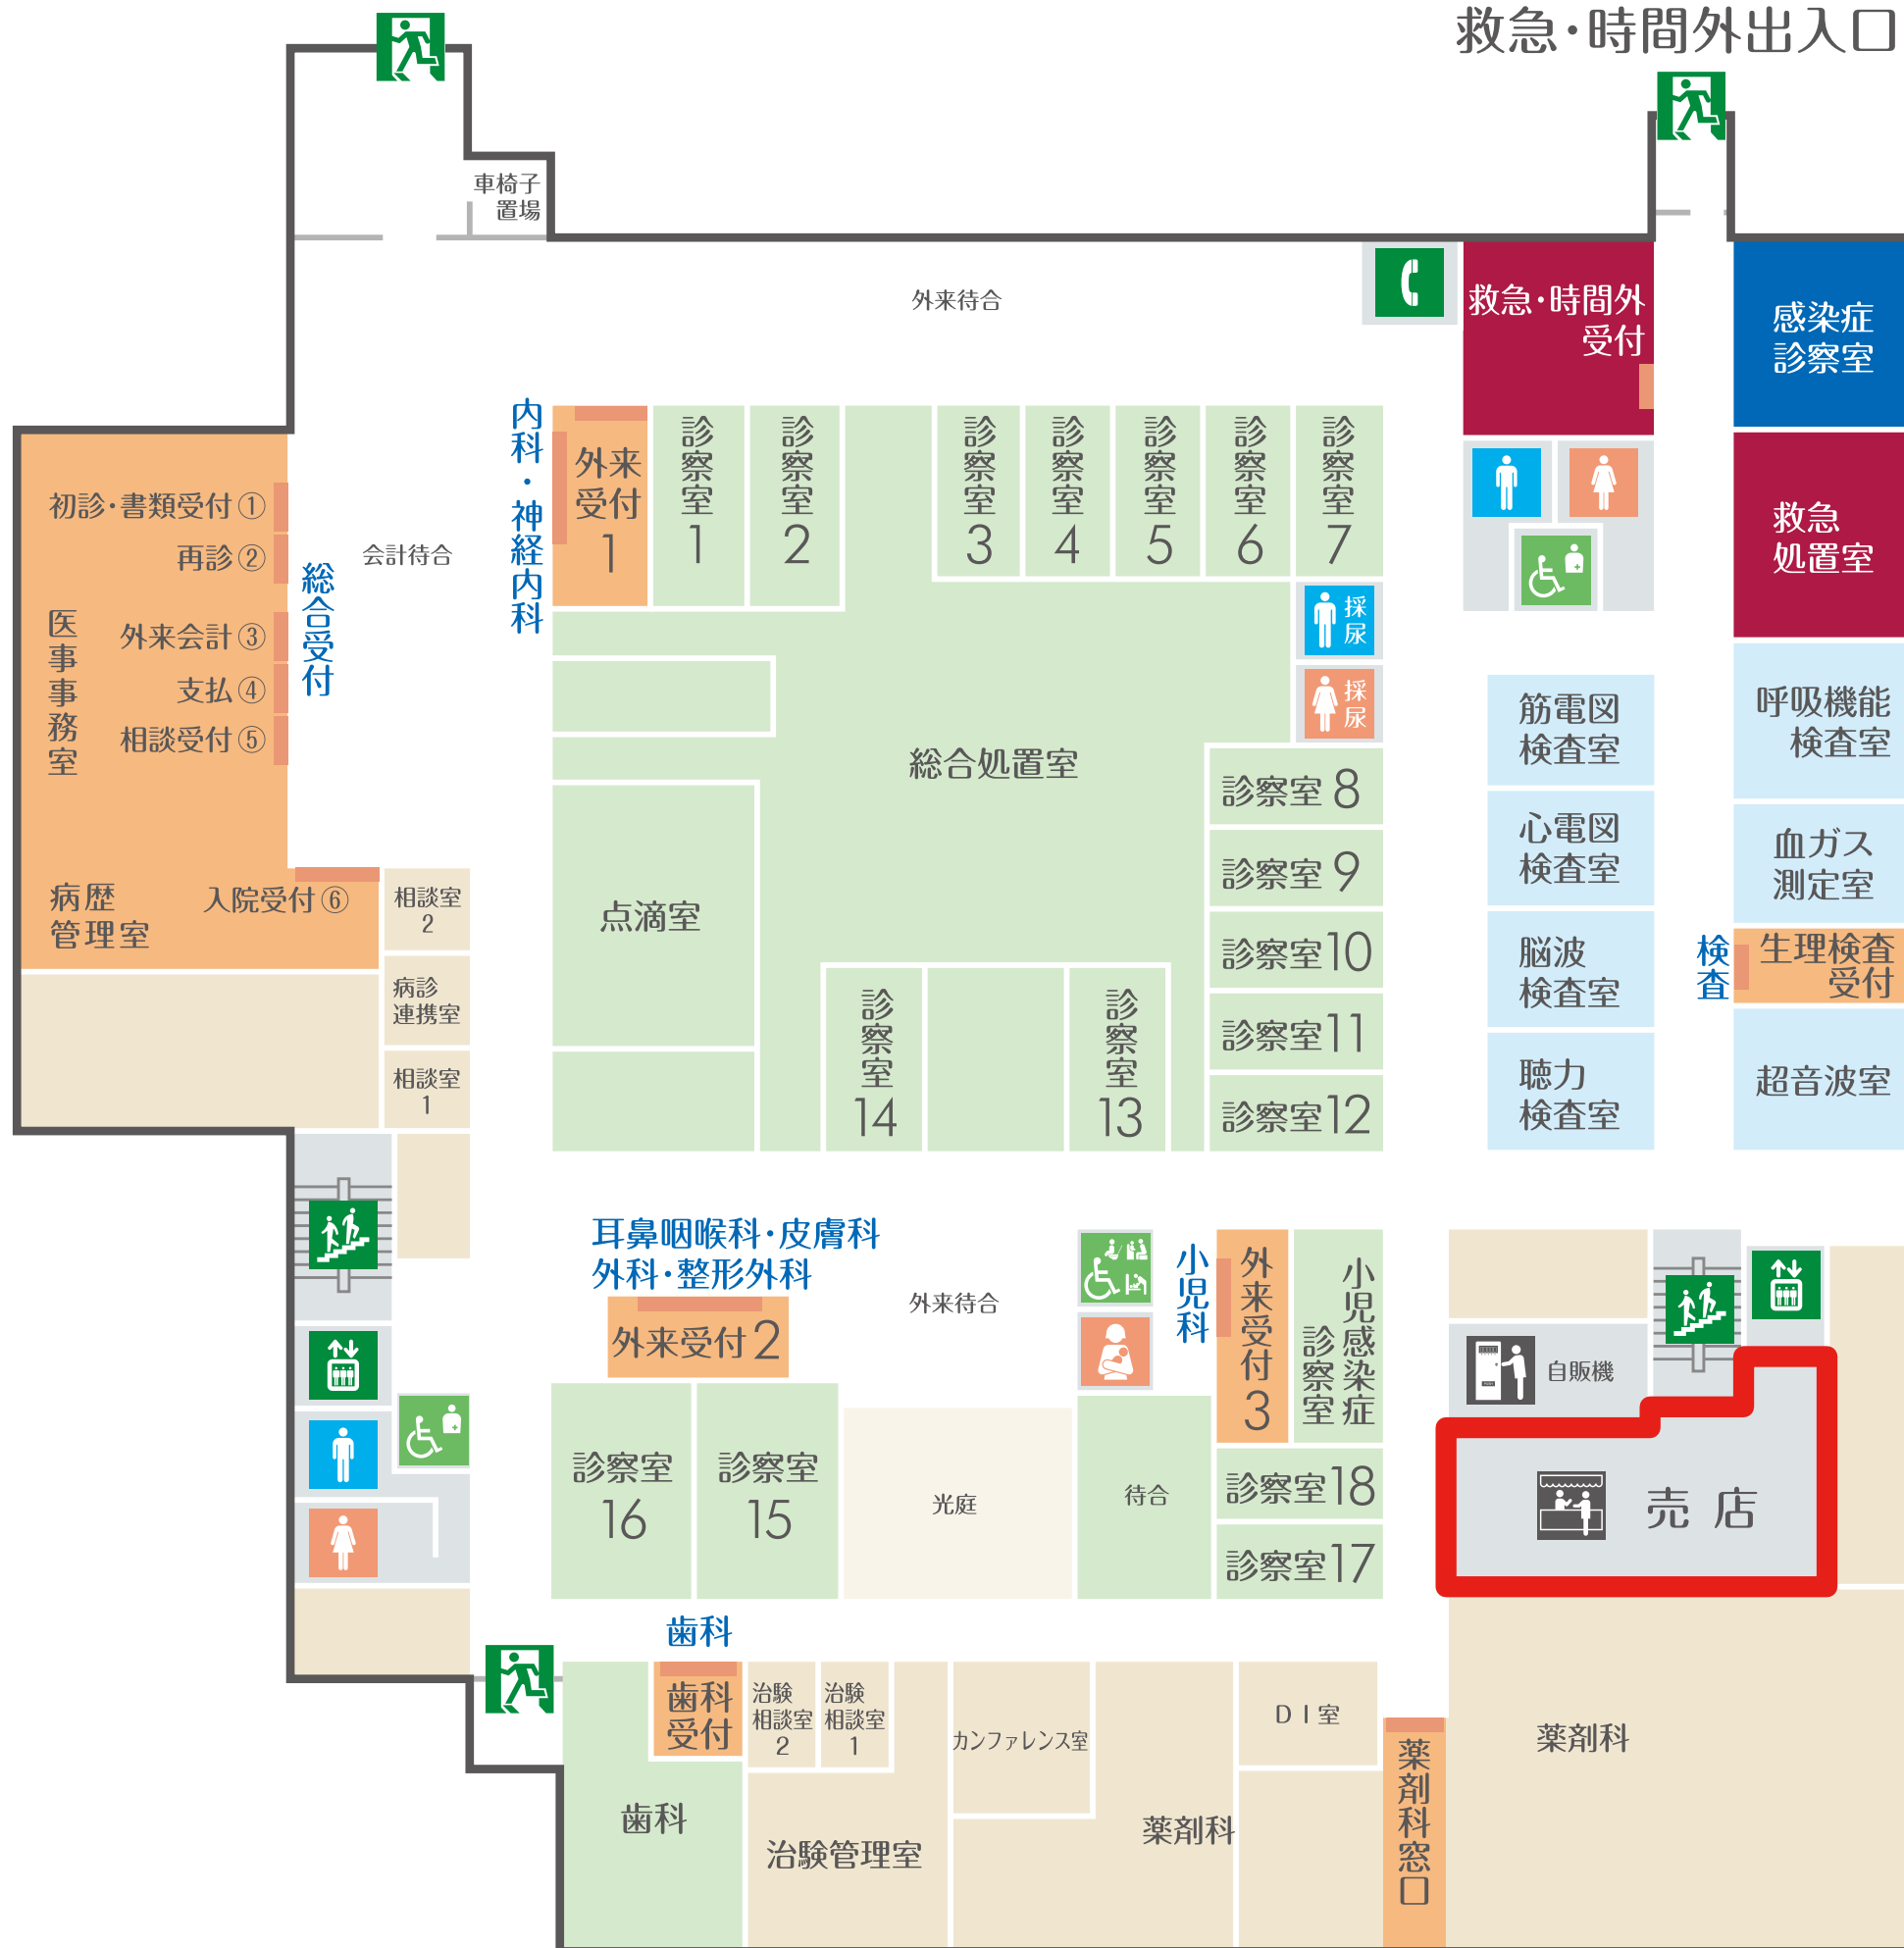 救急・時間外出入口
車椅子
置場
外来待合
救急・時間外
受付
感染症
診察室
内科・神経内科
外来
受付
1
診察室
1
診察室
2
診察室
3
診察室
4
診察室
5
診察室
6
診察室
7
採尿
採尿
救急
処置室
初診・書類受付①
再診②
外来会計③
支払④
相談受付⑤
医事事務室
総合受付
会計待合
病歴
管理室
入院受付⑥
相談室
2
病診
連携室
相談室
1
総合処置室
点滴室
診察室 8
診察室 9
診察室10
診察室11
診察室12
診察室
14
診察室
13
筋電図
検査室
心電図
検査室
脳波
検査室
聴力
検査室
呼吸機能
検査室
血ガス
測定室
検査
生理検査
受付
超音波室
耳鼻咽喉科・皮膚科
外科・整形外科
外来受付 2
外来待合
小児科
外来受付
3
小児感染症
診察室
診察室
16
診察室
15
光庭
待合
診察室18
診察室17
自販機
売店
歯科
歯科
受付
治験
相談室
2
治験
相談室
1
カンファレンス室
DI室
歯科
治験管理室
薬剤科
薬剤科窓口
薬剤科